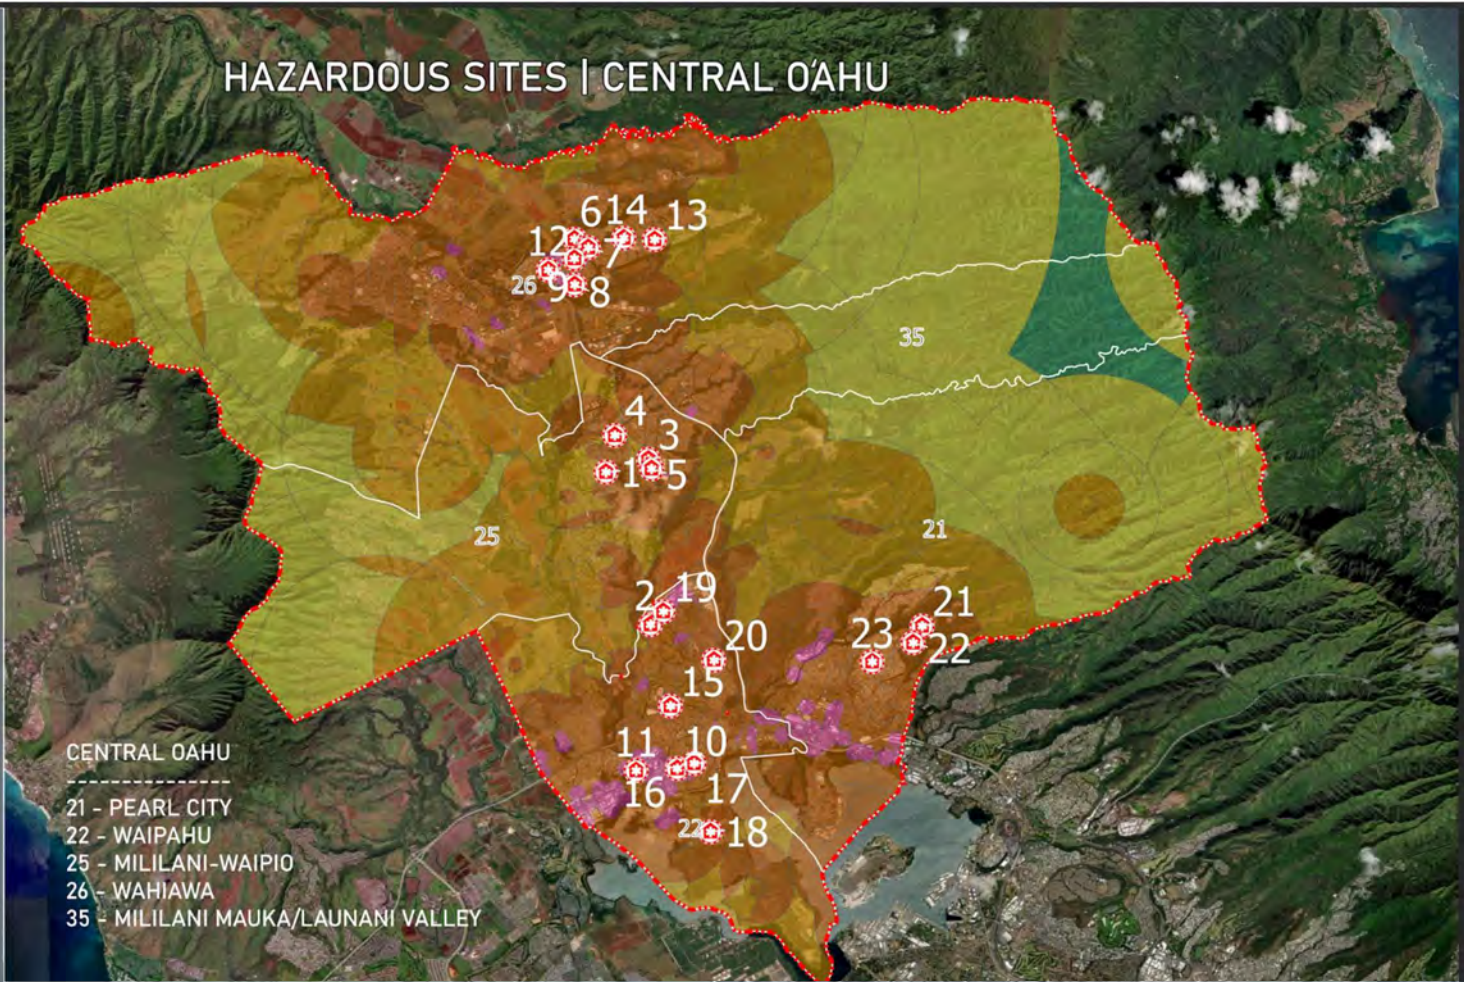 HAZARDOUS SITES | CENTRAL O'AHU
6 14 13
12 7
26 9 8
35
4
3
1 5
25
21
2 19
21
20 23
22
15
11 10
16 17
22 18
CENTRAL OAHU
---------------
21 - PEARL CITY
22 - WAIPAHU
25 - MILILANI-WAIPIO
26 - WAHIAWA
35 - MILILANI MAUKA/LAUNANI VALLEY